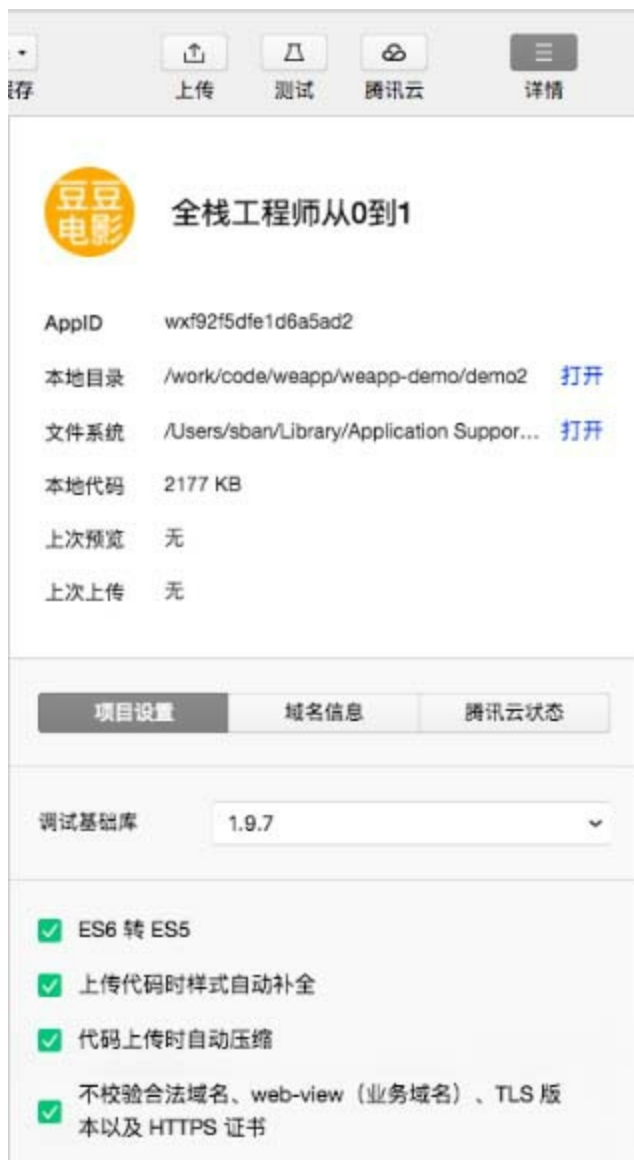 上传 测试 腾讯云 详情
豆豆
电影
全栈工程师从0到1
AppID wxf92f5dfe1d6a5ad2
本地目录 /work/code/weapp/weapp-demo/demo2 打开
文件系统 /Users/sban/Library/Application Suppor... 打开
本地代码 2177 KB
上次预览 无
上次上传 无
项目设置 域名信息 腾讯云状态
调试基础库 1.9.7
ES6 转 ES5
上传代码时样式自动补全
代码上传时自动压缩
不校验合法域名、web-view（业务域名）、TLS 版
本以及 HTTPS 证书